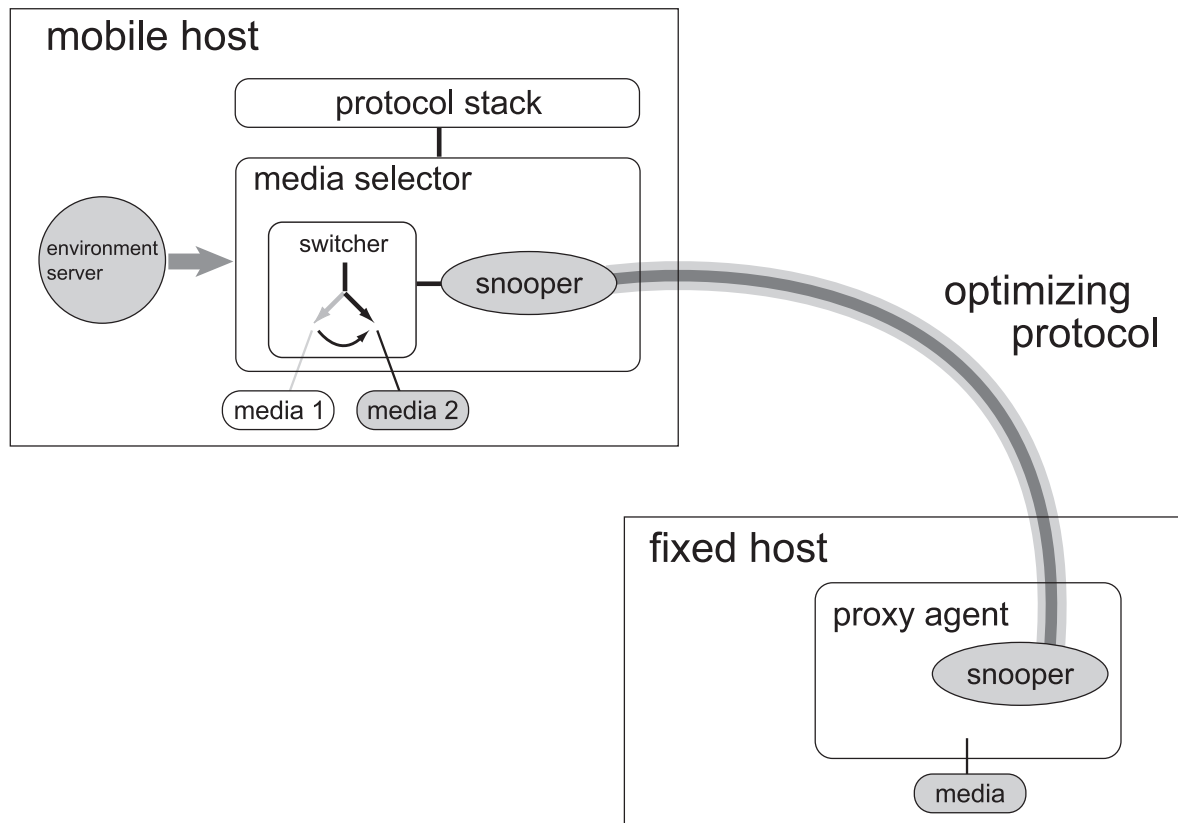 mobile host
protocol stack
media selector
environment
server
switcher
snooper
media 1
media 2
optimizing
protocol
fixed host
proxy agent
snooper
media